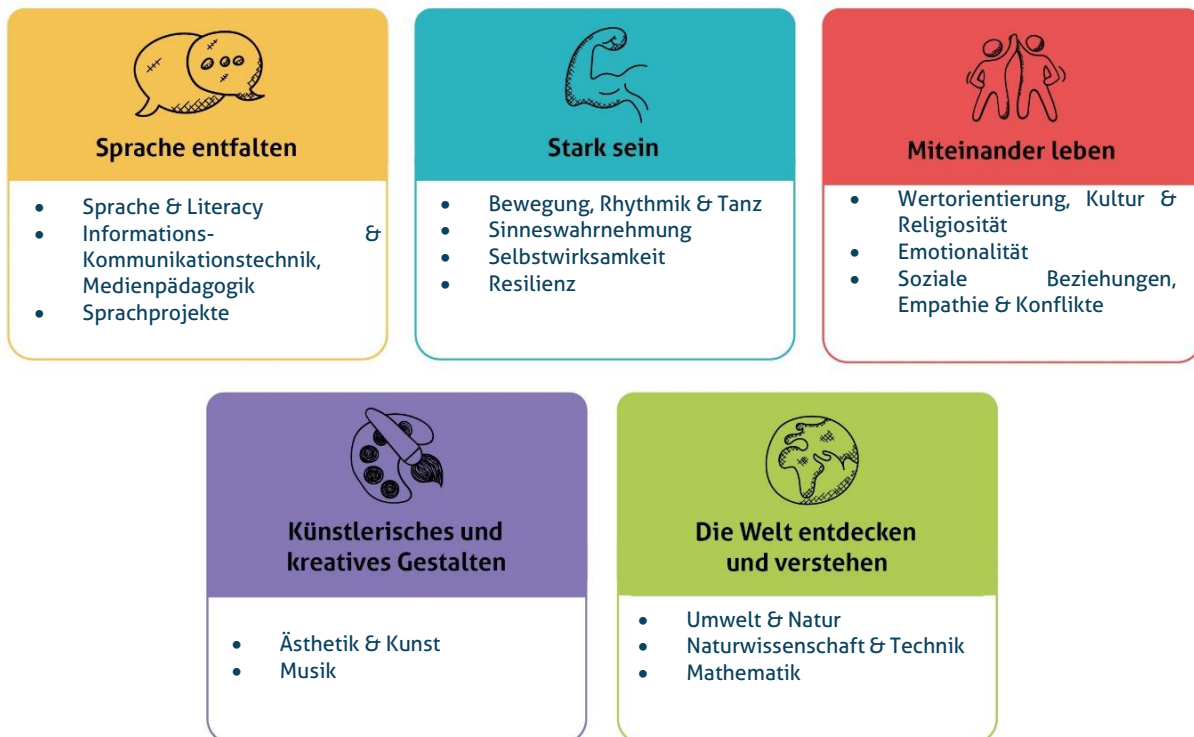 Sprache entfalten
• Sprache & Literacy
• Informations- &
Kommunikationstechnik,
Medienpädagogik
• Sprachprojekte
Stark sein
• Bewegung, Rhythmik & Tanz
• Sinneswahrnehmung
• Selbstwirksamkeit
• Resilienz
Miteinander leben
• Wertorientierung, Kultur &
Religiosität
• Emotionalität
• Soziale Beziehungen,
Empathie & Konflikte
Künstlerisches und
kreatives Gestalten
• Ästhetik & Kunst
• Musik
Die Welt entdecken
und verstehen
• Umwelt & Natur
• Naturwissenschaft & Technik
• Mathematik